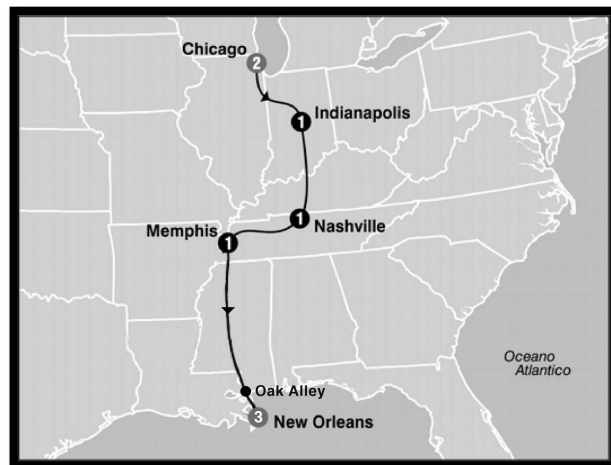 Chicago
2
1
Indianapolis
1
Nashville
Memphis
1
Oceano
Atlantico
Oak Alley
3
New Orleans